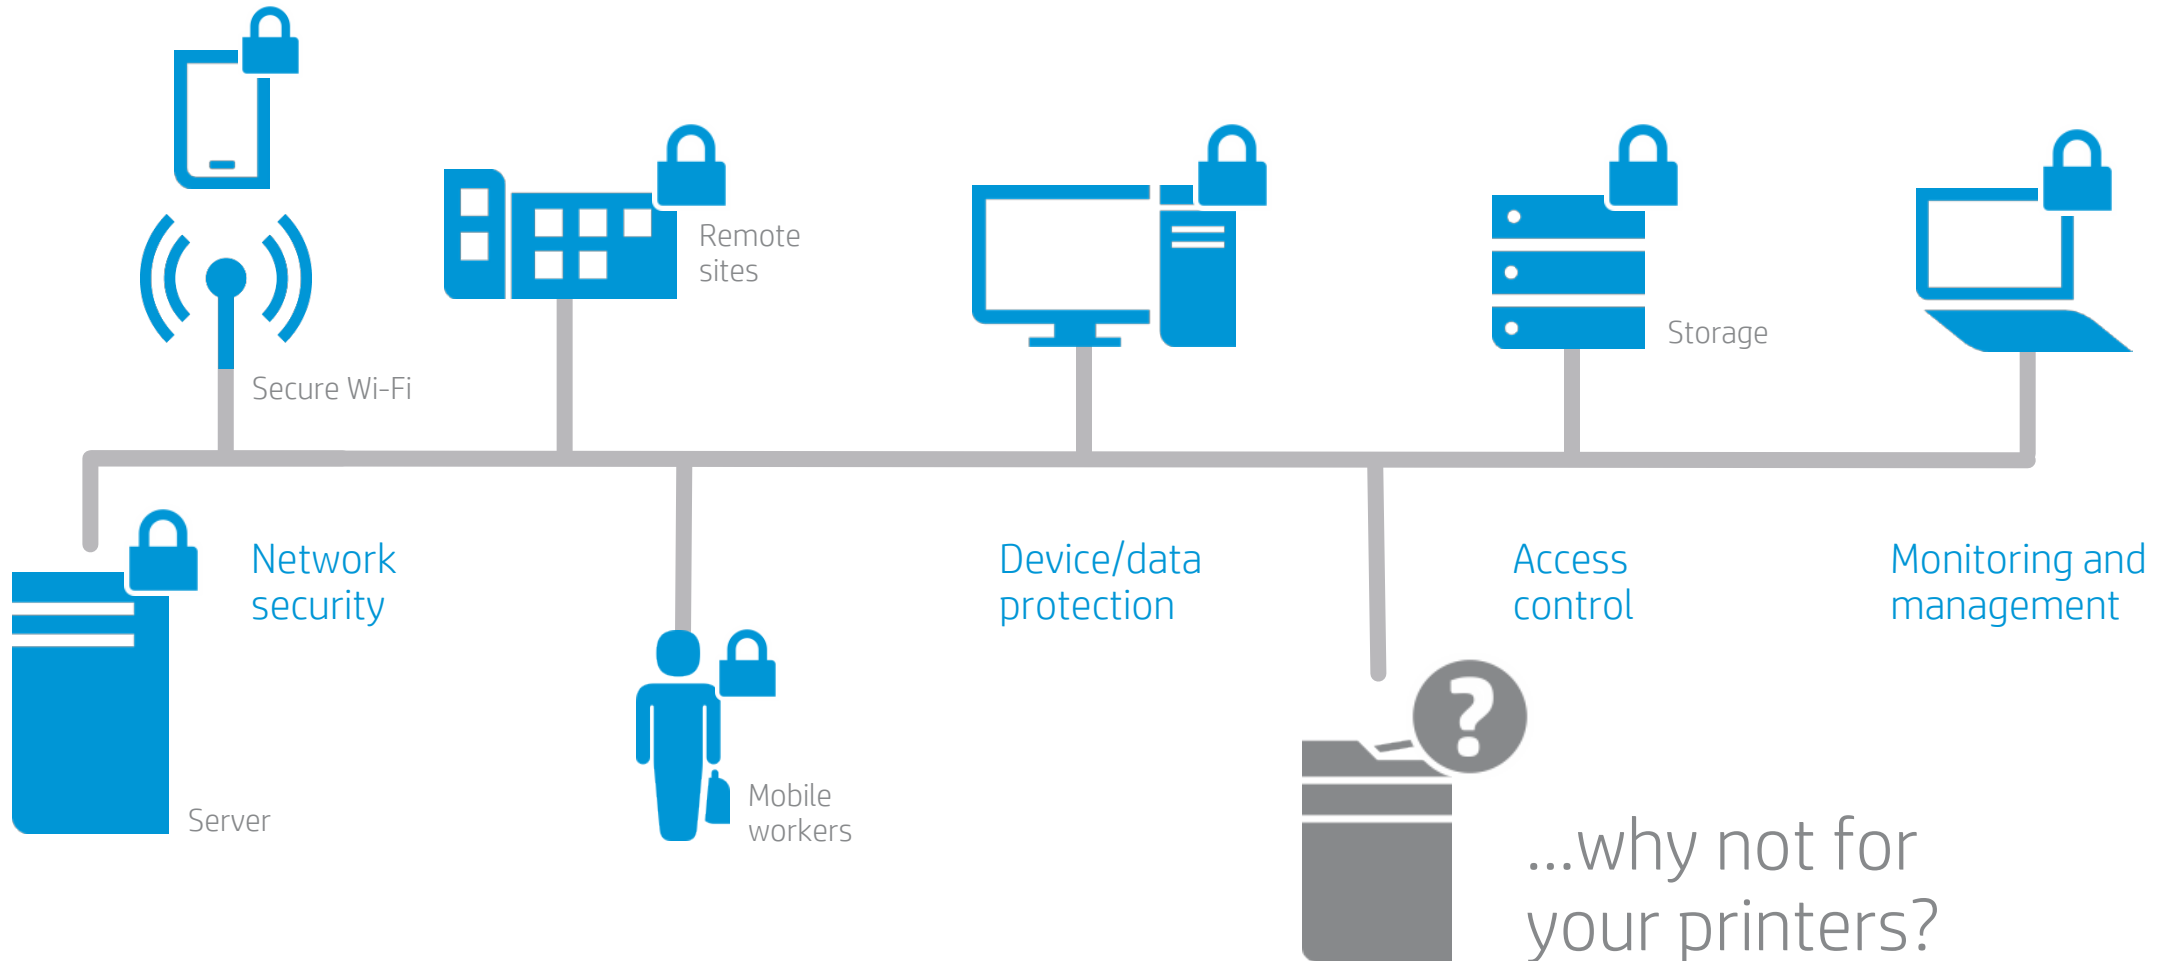 Remote
sites
Storage
Secure Wi-Fi
Network
security
Device/data
protection
Access
control
Monitoring and
management
?
Server
Mobile
workers
...why not for
your printers?